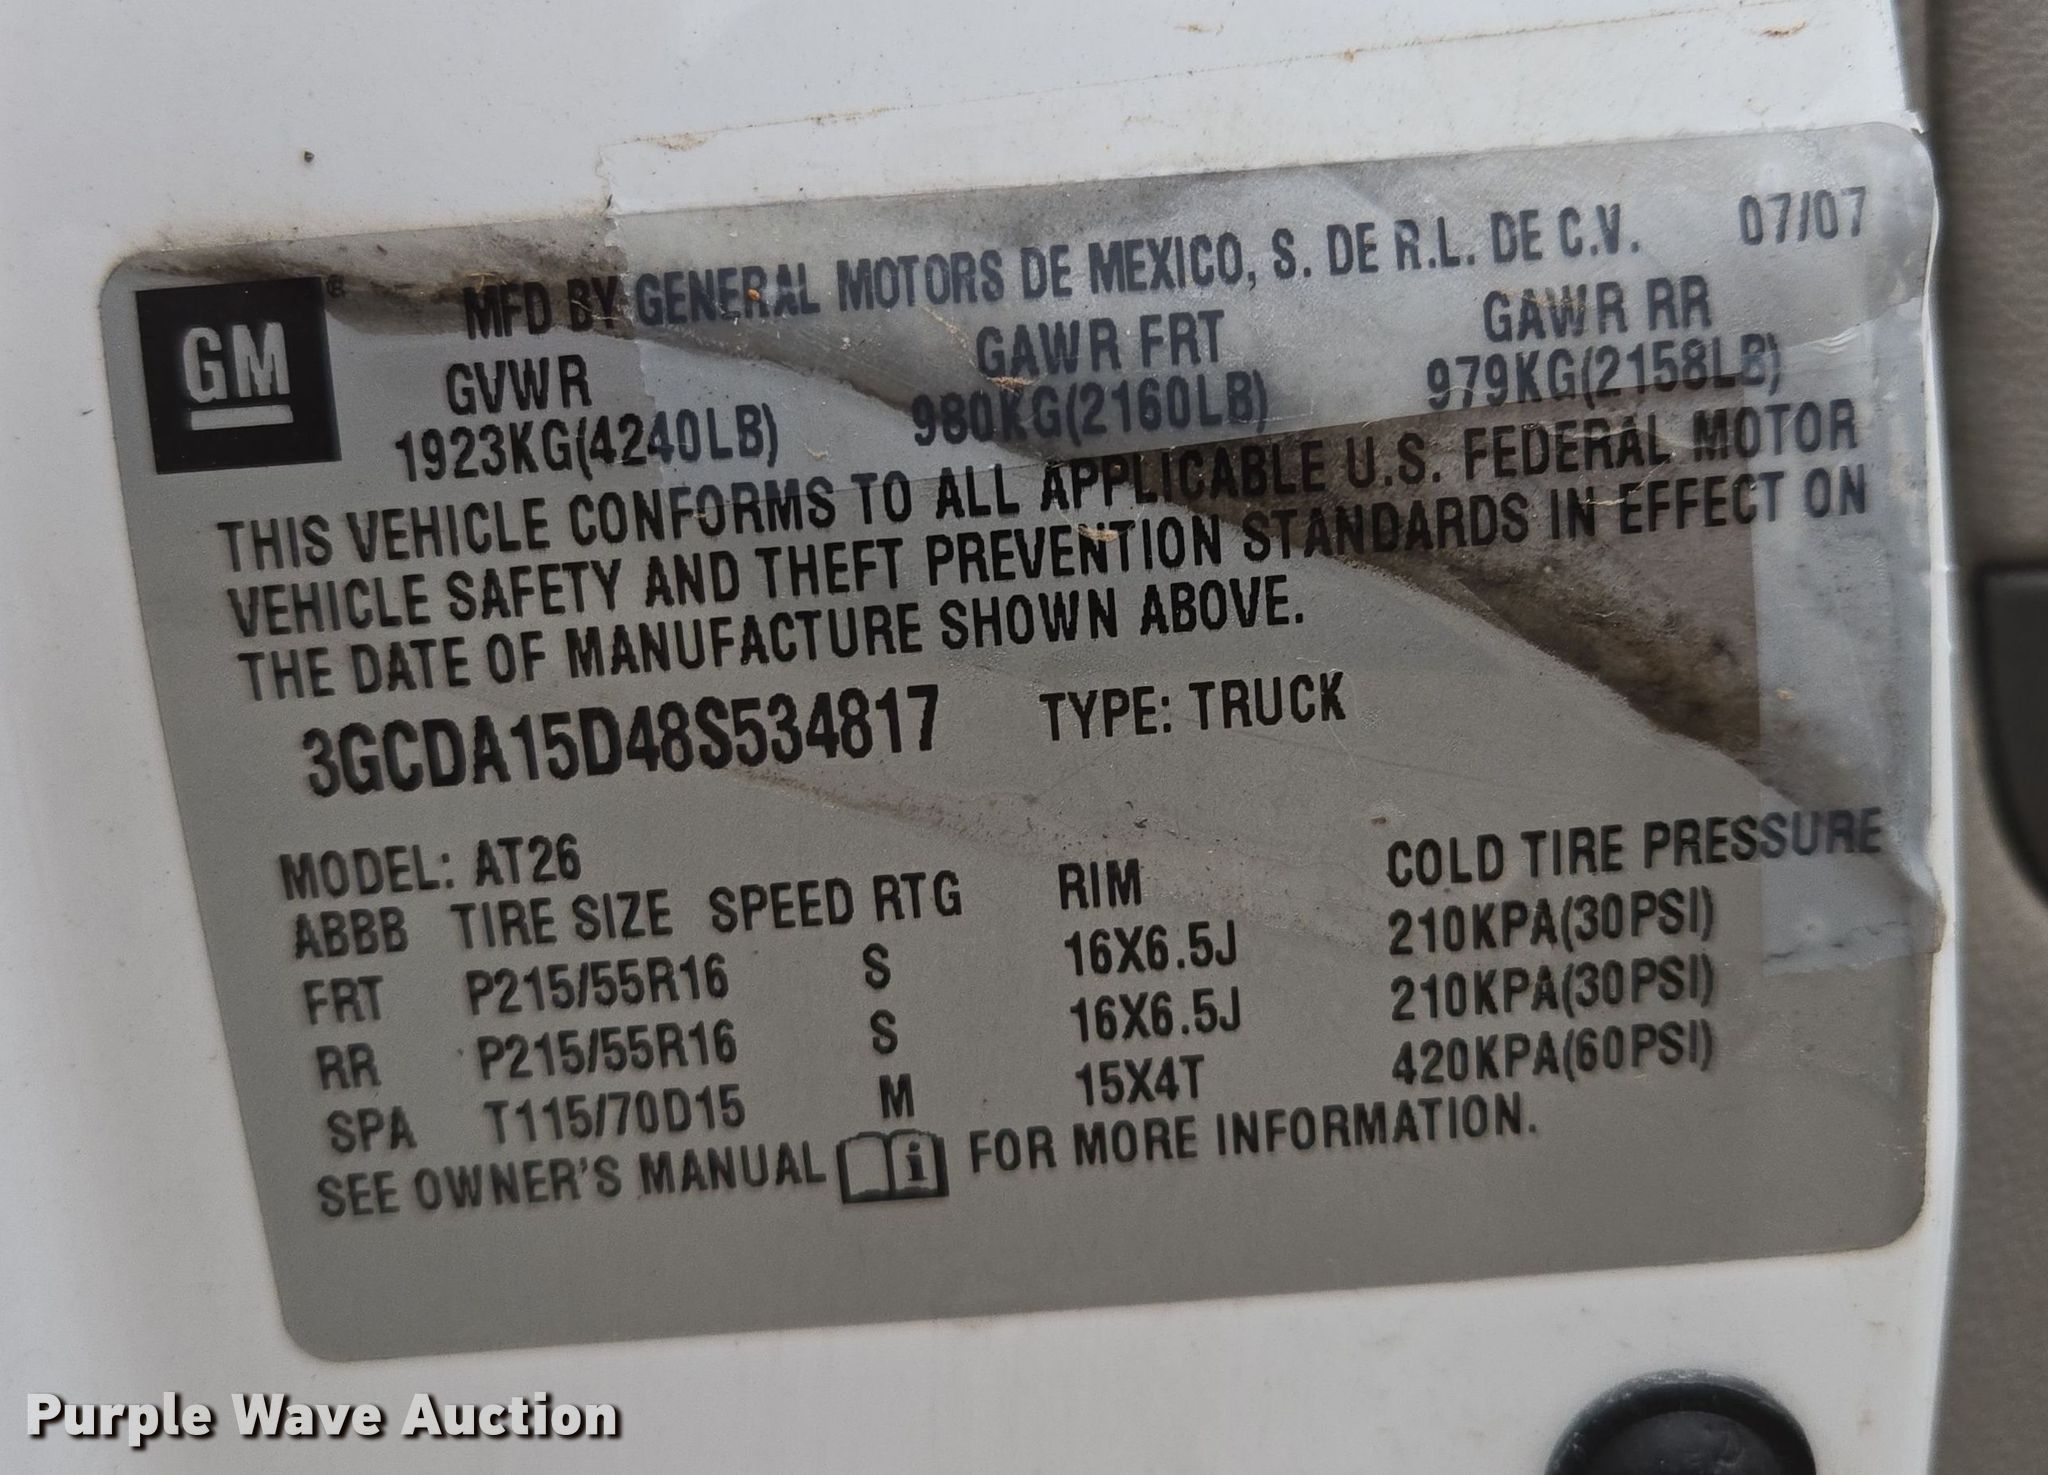 GM ®
MFD BY GENERAL MOTORS DE MEXICO, S. DE R.L. DE C.V. 07/07
GVWR GAWR FRT GAWR RR
1923KG(4240LB) 980KG(2160LB) 979KG(2158LB)
THIS VEHICLE CONFORMS TO ALL APPLICABLE U.S. FEDERAL MOTOR
VEHICLE SAFETY AND THEFT PREVENTION STANDARDS IN EFFECT ON
THE DATE OF MANUFACTURE SHOWN ABOVE.
3GCDA15D48S534817 TYPE: TRUCK
MODEL: AT26
ABBB TIRE SIZE SPEED RTG RIM COLD TIRE PRESSURE
FRT P215/55R16 S 16X6.5J 210KPA(30PSI)
RR P215/55R16 S 16X6.5J 210KPA(30PSI)
SPA T115/70D15 M 15X4T 420KPA(60PSI)
SEE OWNER'S MANUAL i FOR MORE INFORMATION.
Purple Wave Auction